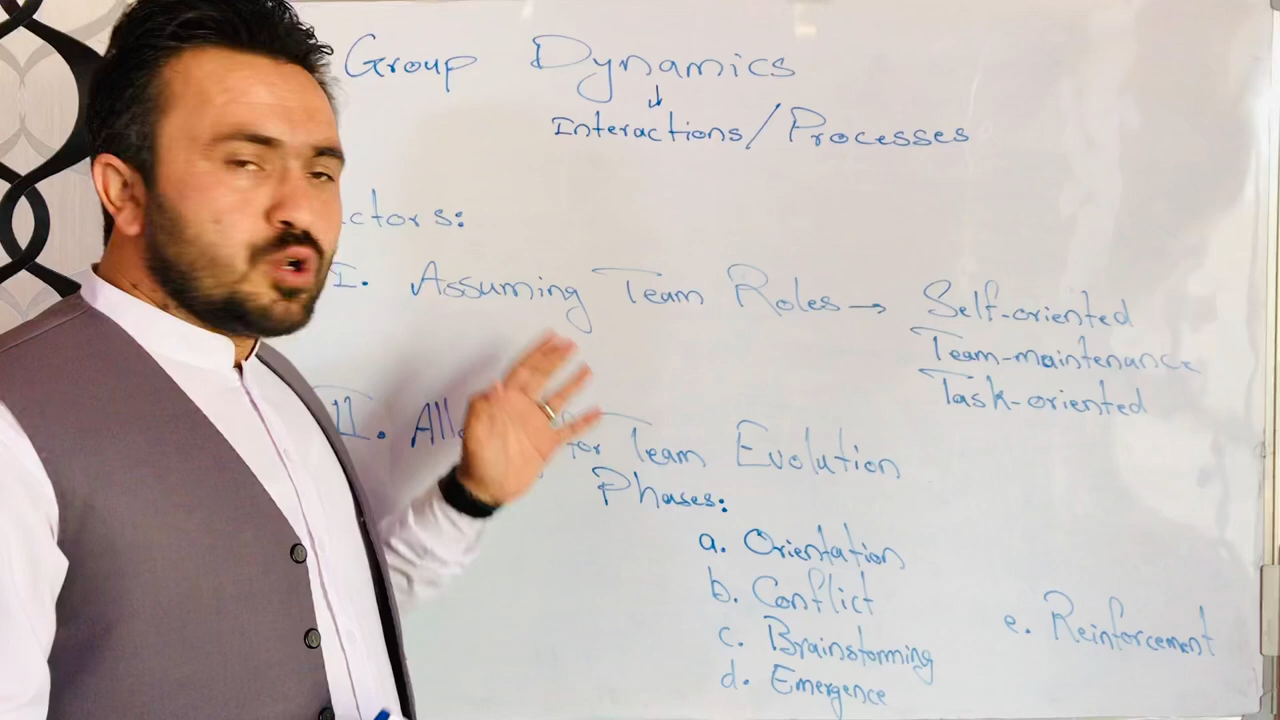 Group Dynamics
↓
Interactions/Processes
ctors:
I. Assuming Team Roles → Self-oriented
Team-maintenance
Task-oriented
II. All for Team Evolution
Phases:
a. Orientation
b. Conflict
c. Brainstorming
d. Emergence
e. Reinforcement